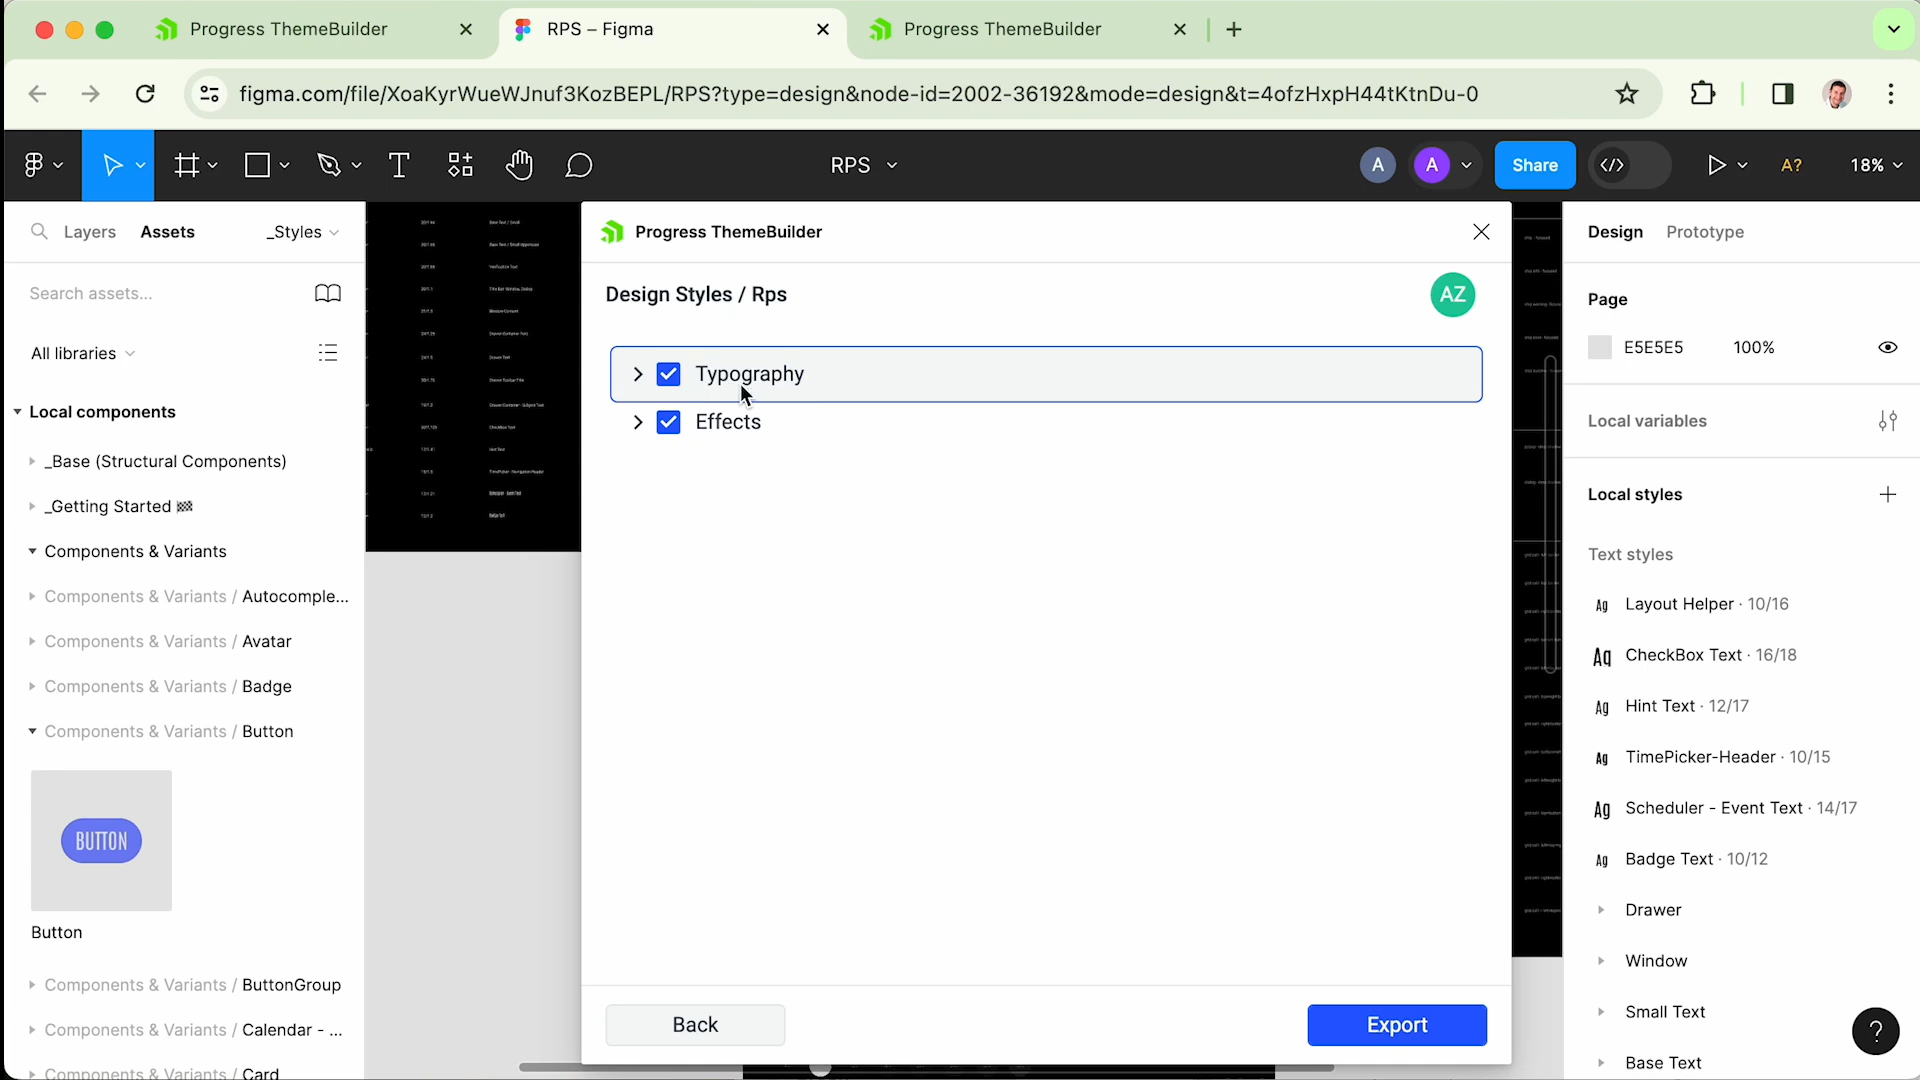 Progress ThemeBuilder
RPS – Figma
Progress ThemeBuilder
figma.com/file/XoaKyrWueWJnuf3KozBEPL/RPS?type=design&node-id=2002-36192&mode=design&t=4ofzHxpH44tKtnDu-0
RPS
A
A
Share
A?
18%
Layers
Assets
_Styles
Search assets...
All libraries
Local components
_Base (Structural Components)
_Getting Started
Components & Variants
Components & Variants / Autocomple...
Components & Variants / Avatar
Components & Variants / Badge
Components & Variants / Button
BUTTON
Button
Components & Variants / ButtonGroup
Components & Variants / Calendar - ...
Components & Variants / Card
Progress ThemeBuilder
Design Styles / Rps
AZ
Typography
Effects
Back
Export
Design
Prototype
Page
E5E5E5
100%
Local variables
Local styles
Text styles
Ag Layout Helper · 10/16
Ag CheckBox Text · 16/18
Ag Hint Text · 12/17
Ag TimePicker-Header · 10/15
Ag Scheduler - Event Text · 14/17
Ag Badge Text · 10/12
Drawer
Window
Small Text
Base Text
?